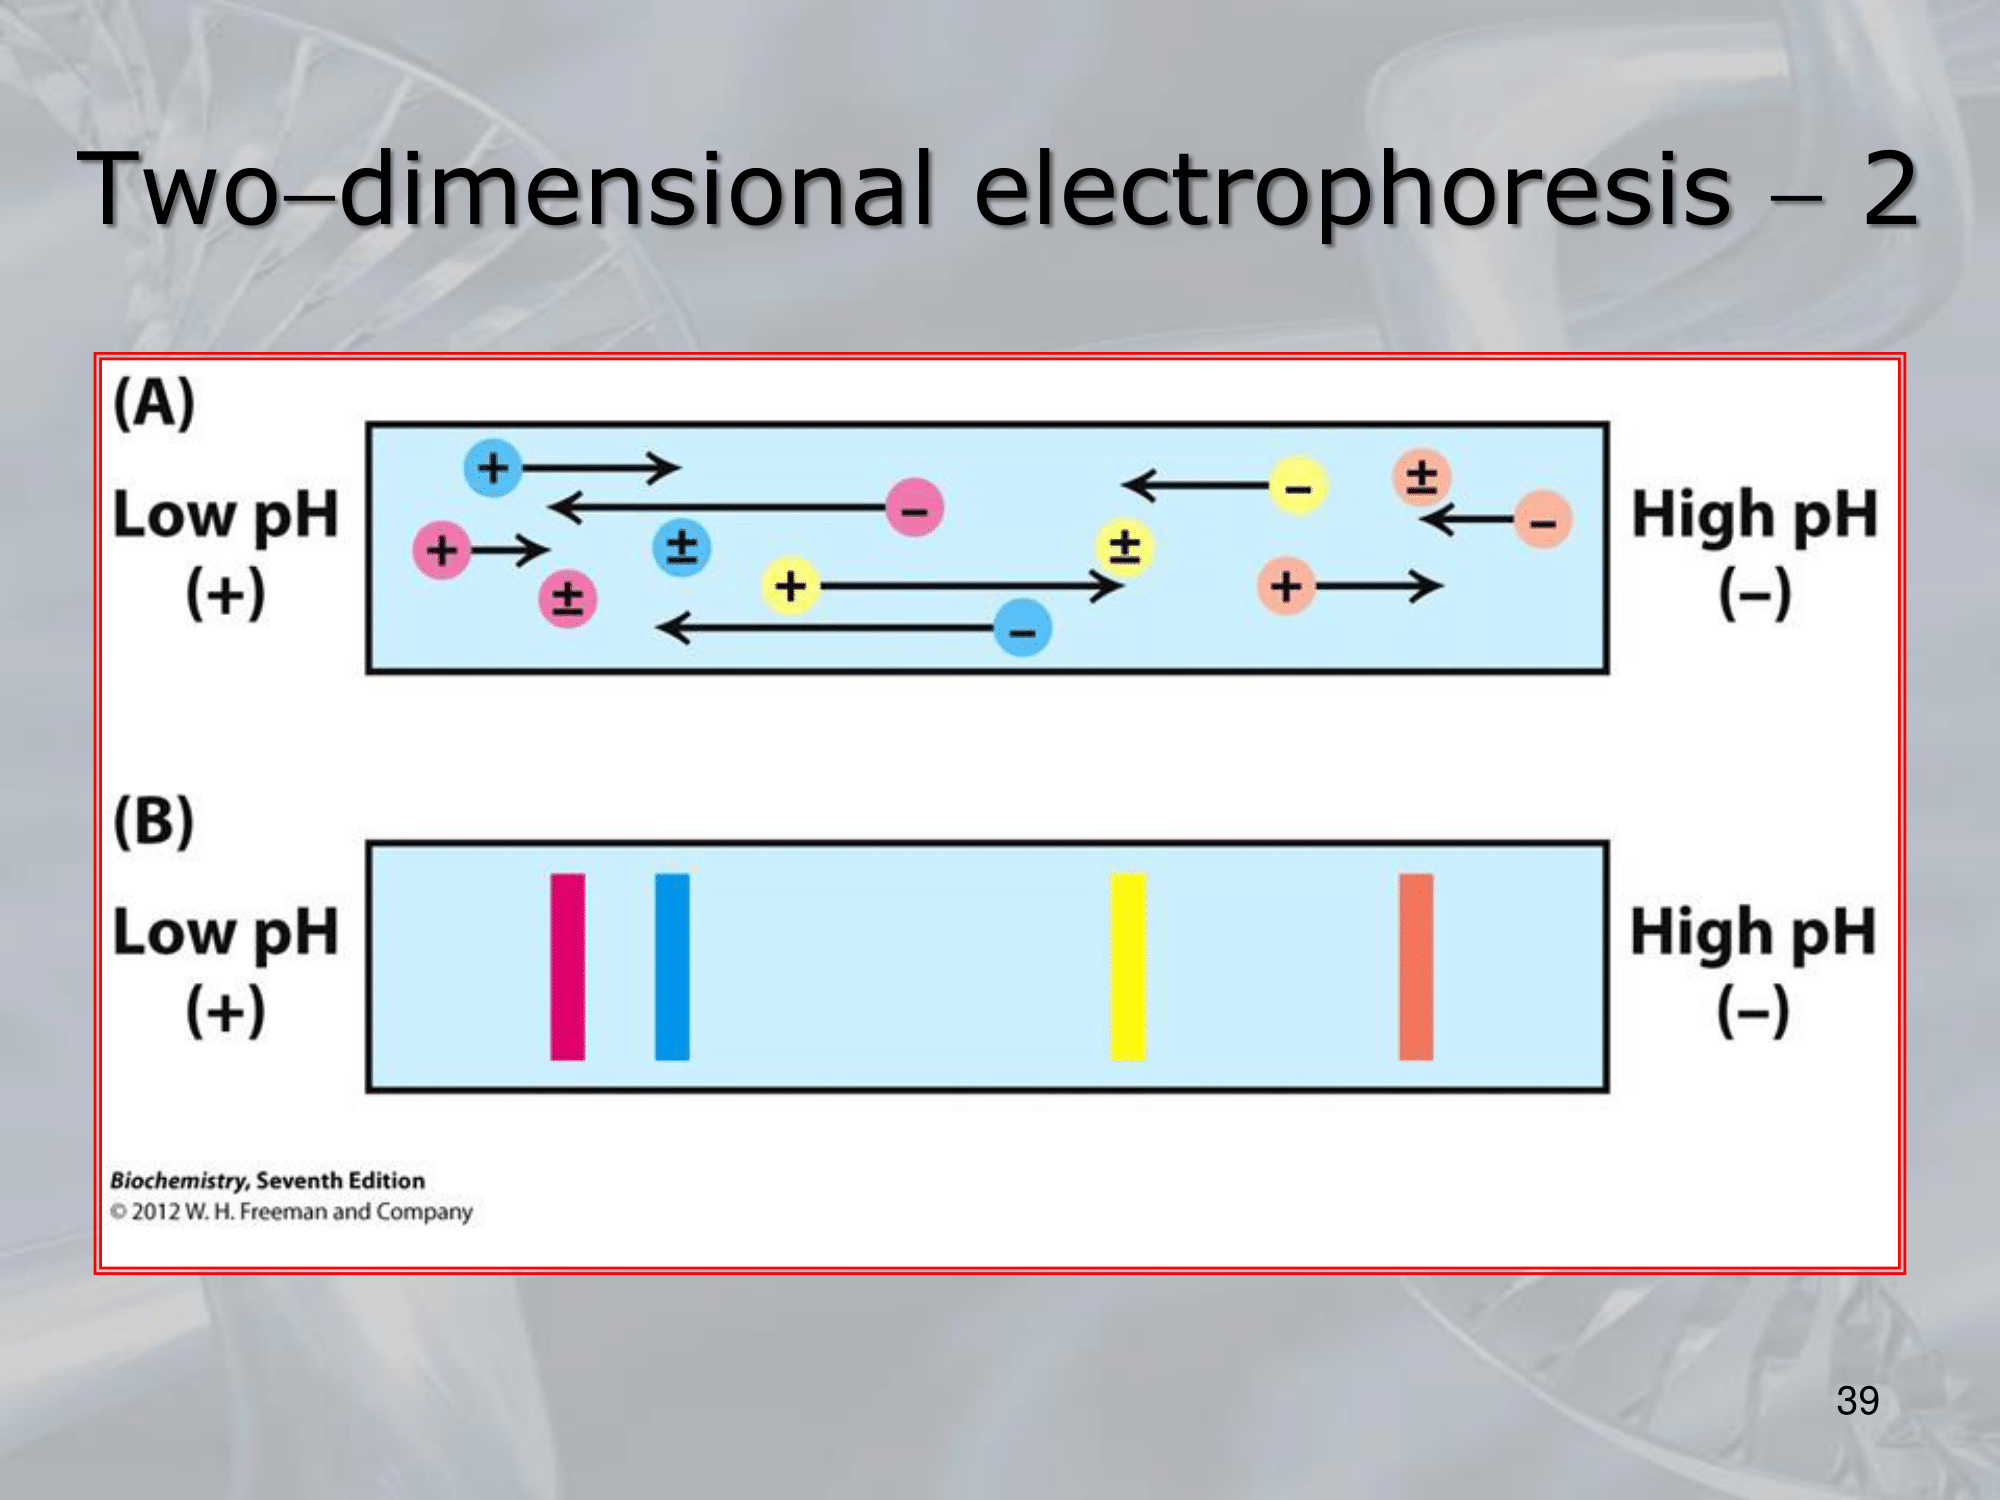 Two–dimensional electrophoresis – 2
(A)
Low pH
(+)
+
–
+
±
±
+
–
±
–
±
–
+
High pH
(–)
(B)
Low pH
(+)
High pH
(–)
Biochemistry, Seventh Edition
© 2012 W. H. Freeman and Company
39